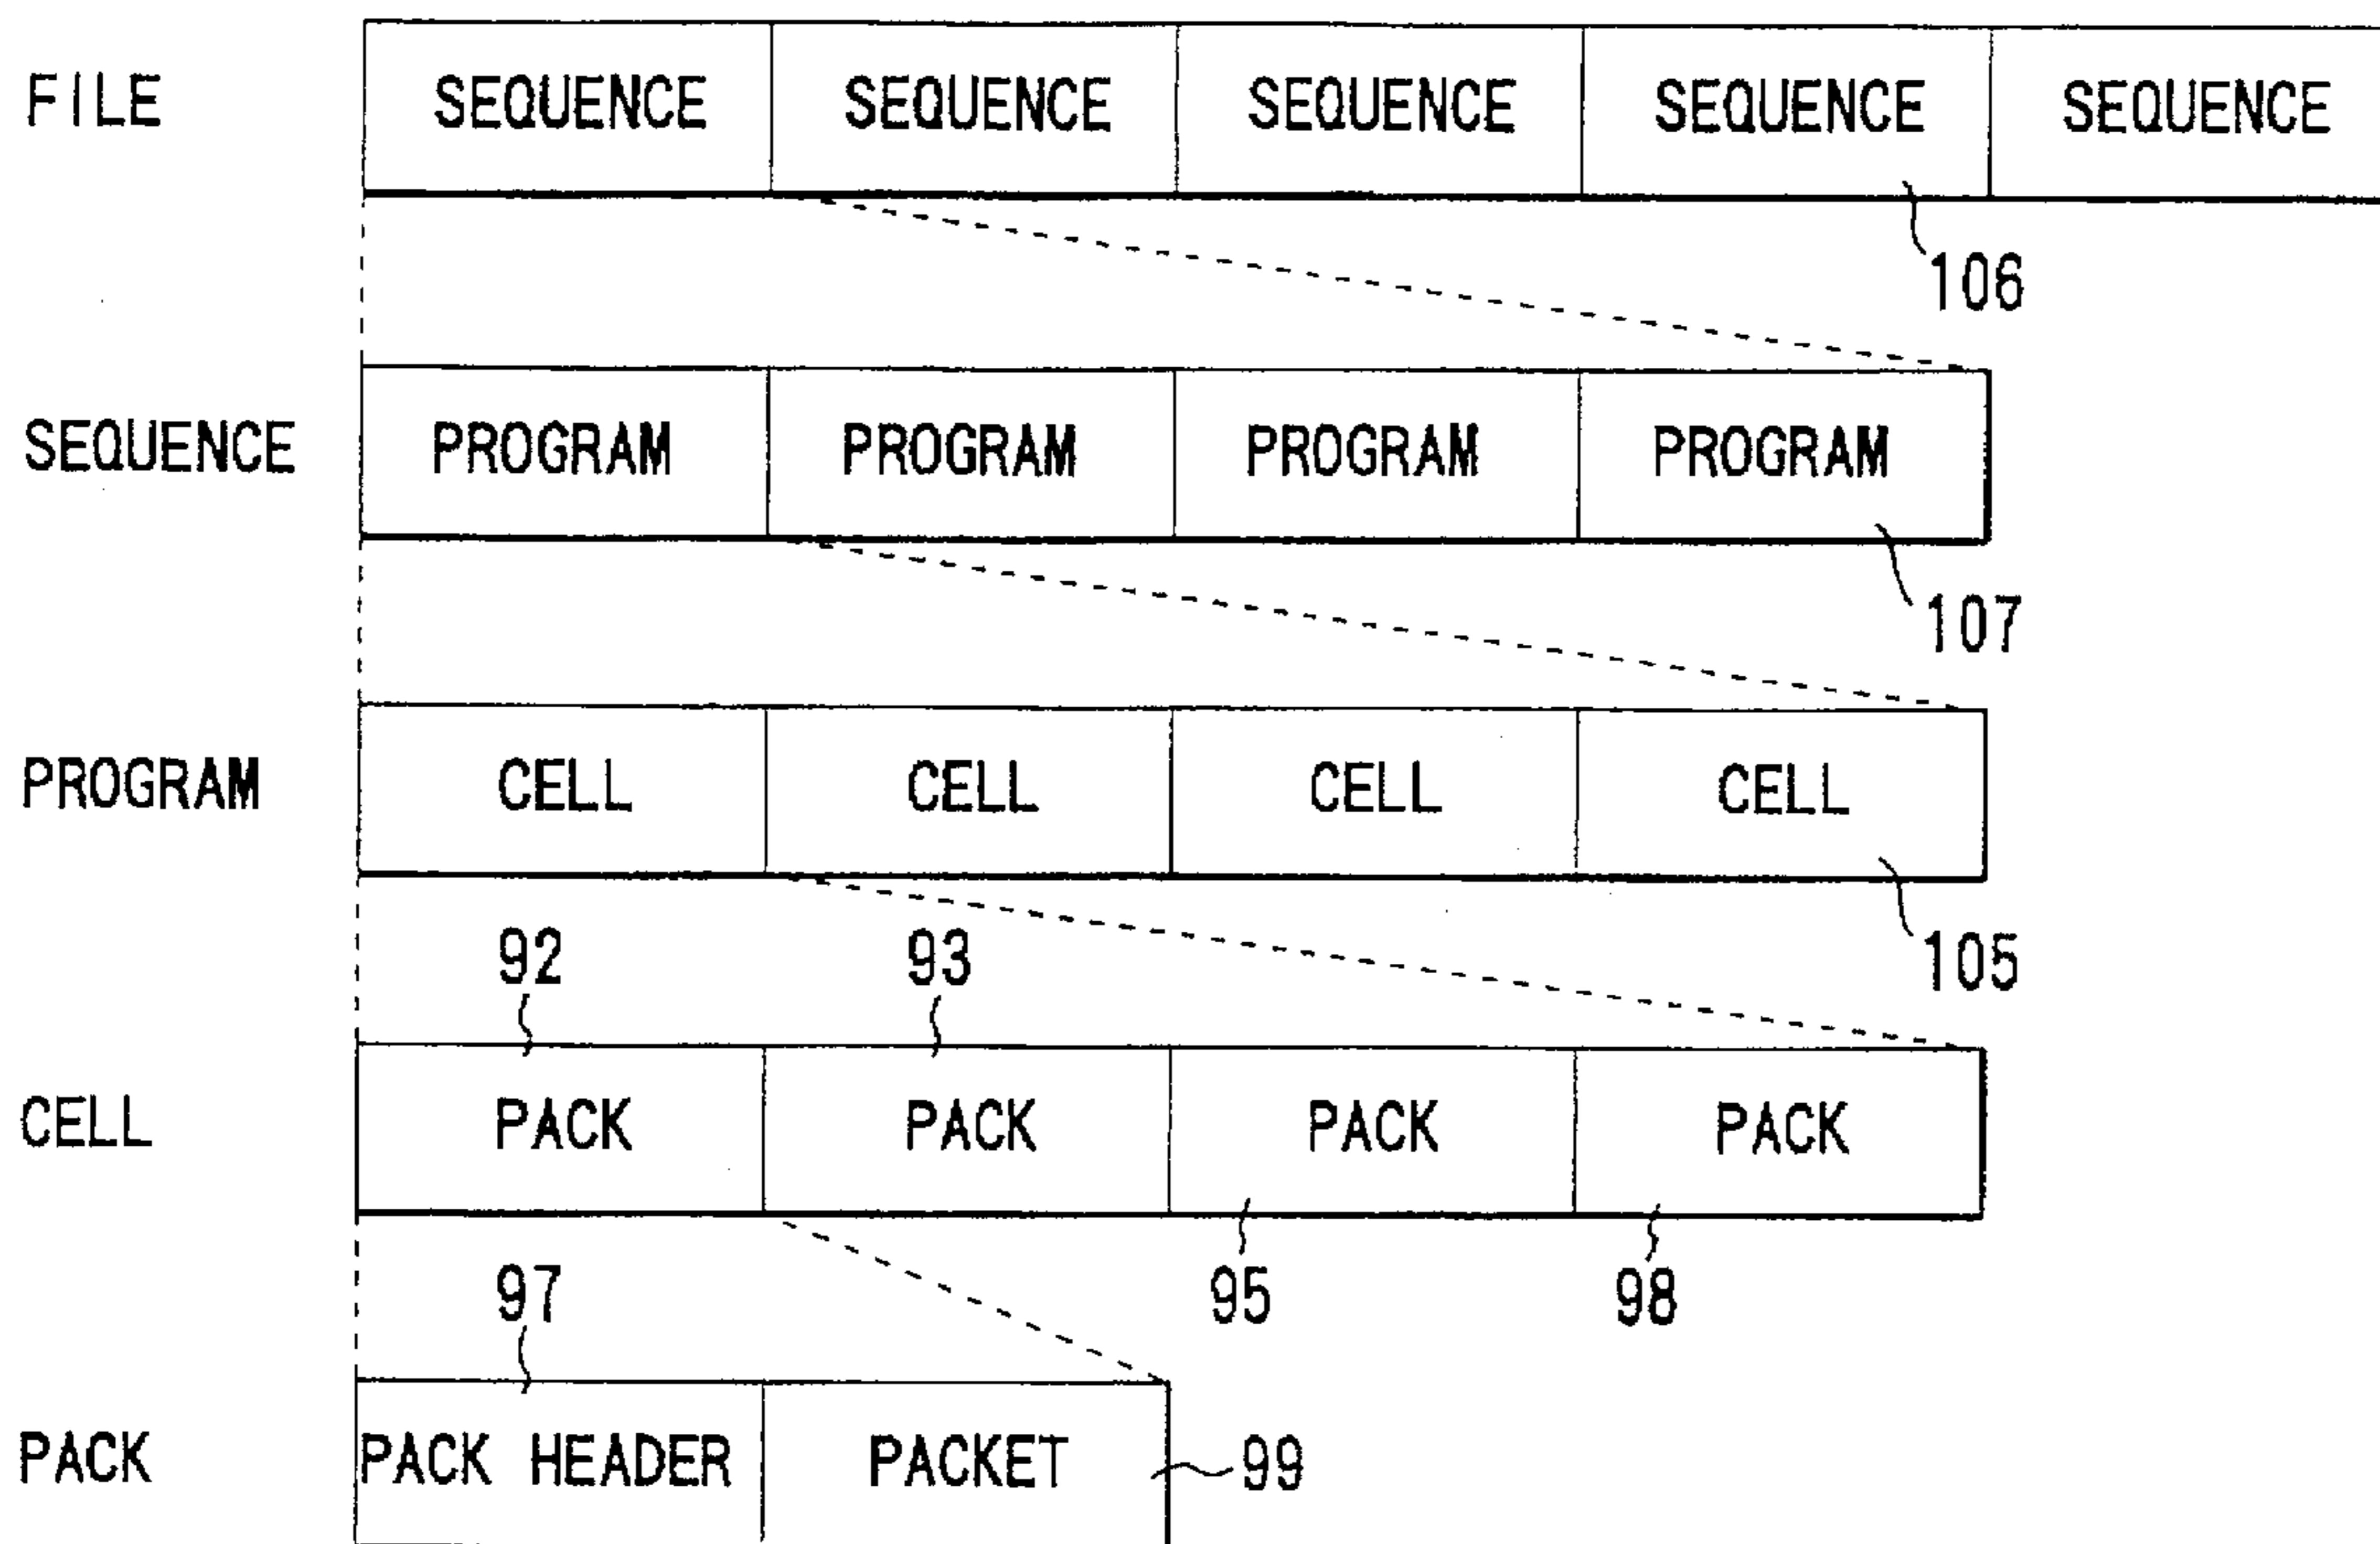 FILE SEQUENCE SEQUENCE SEQUENCE SEQUENCE SEQUENCE
106
SEQUENCE PROGRAM PROGRAM PROGRAM PROGRAM
107
PROGRAM CELL CELL CELL CELL
105
92 93
CELL PACK PACK PACK PACK
97 95 98
PACK PACK HEADER PACKET 99